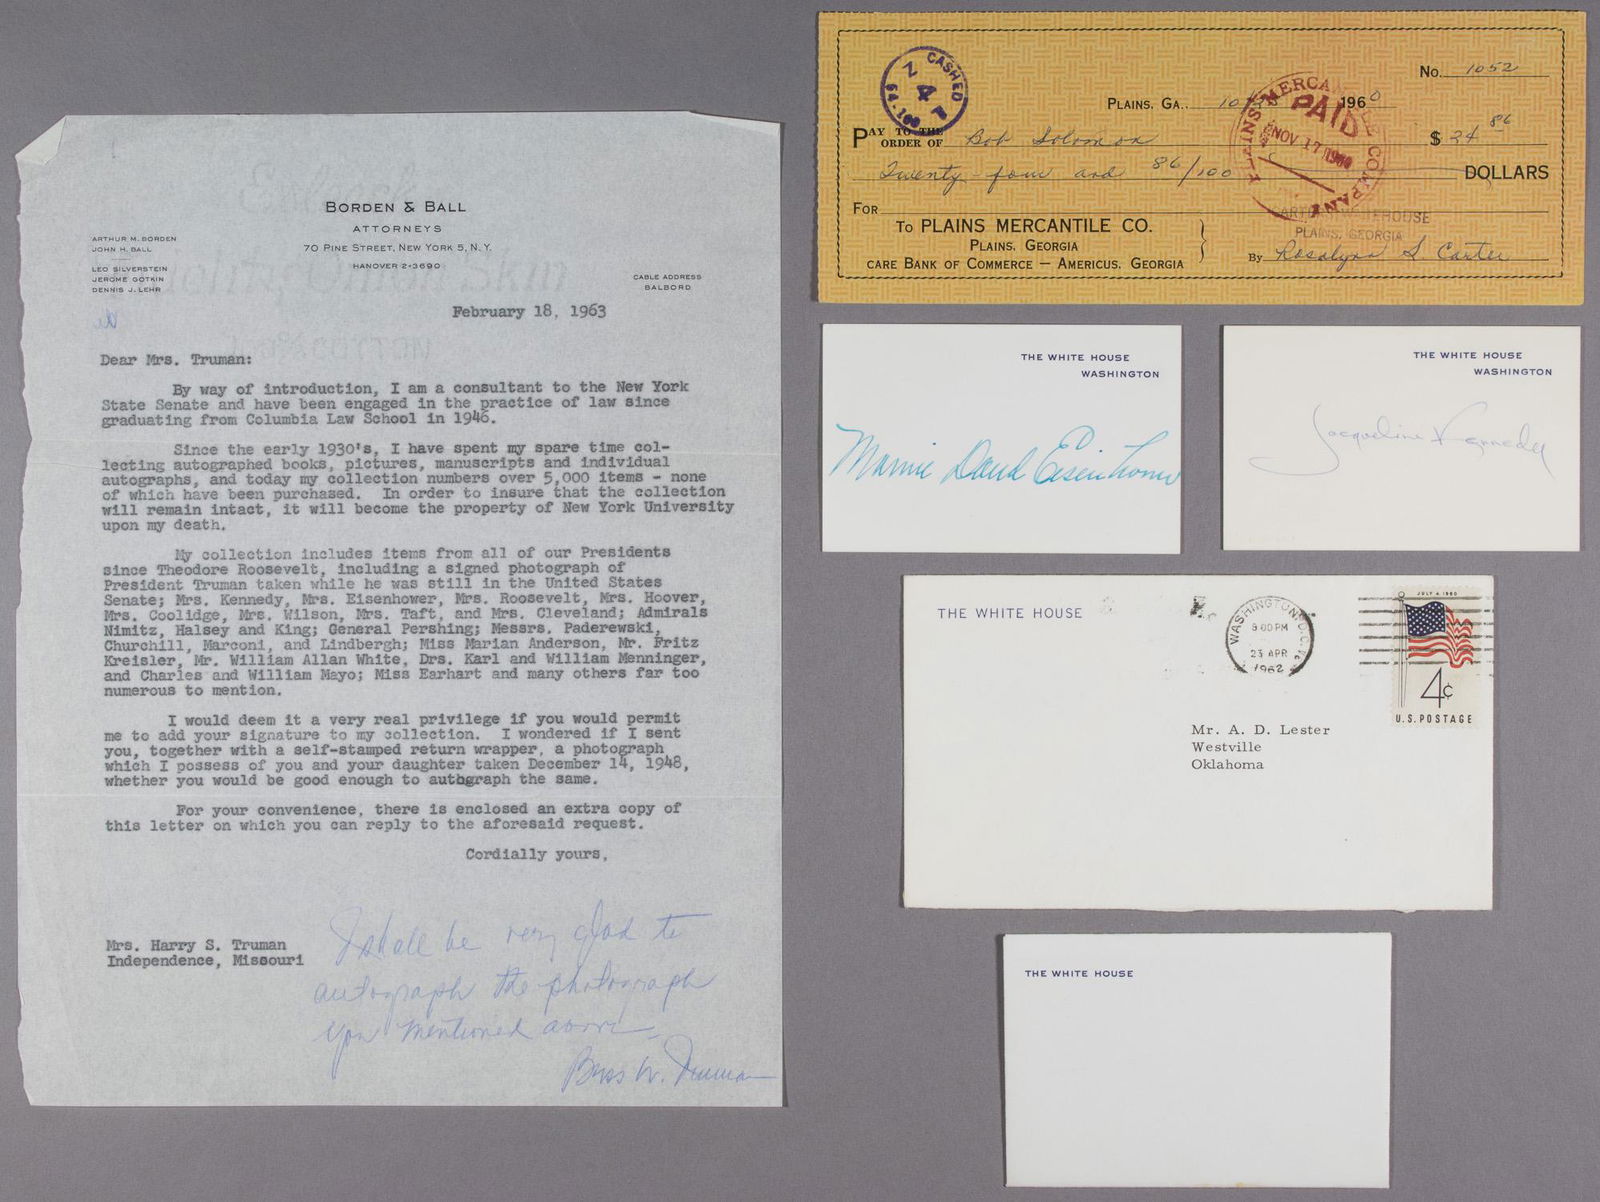 BORDEN & BALL
ATTORNEYS
70 PINE STREET, NEW YORK 5, N.Y.
HANOVER 2-3690
ARTHUR M. BORDEN
JOHN H. BALL
LEO SILVERSTEIN
JEROME GOTKIN
DENNIS J. LEHR
CABLE ADDRESS
BALBORD
February 18, 1963
Dear Mrs. Truman:
By way of introduction, I am a consultant to the New York
State Senate and have been engaged in the practice of law since
graduating from Columbia Law School in 1946.
Since the early 1930's, I have spent my spare time col-
lecting autographed books, pictures, manuscripts and individual
autographs, and today my collection numbers over 5,000 items - none
of which have been purchased. In order to insure that the collection
will remain intact, it will become the property of New York University
upon my death.
My collection includes items from all of our Presidents
since Theodore Roosevelt, including a signed photograph of
President Truman taken while he was still in the United States
Senate; Mrs. Kennedy, Mrs. Eisenhower, Mrs. Roosevelt, Mrs. Hoover,
Mrs. Coolidge, Mrs. Wilson, Mrs. Taft, and Mrs. Cleveland; Admirals
Nimitz, Halsey and King; General Pershing; Messrs. Paderewski,
Churchill, Marconi, and Lindbergh; Miss Marian Anderson, Mr. Fritz
Kreisler, Mr. William Allan White, Drs. Karl and William Menninger,
and Charles and William Mayo; Miss Earhart and many others far too
numerous to mention.
I would deem it a very real privilege if you would permit
me to add your signature to my collection. I wondered if I sent
you, together with a self-stamped return wrapper, a photograph
which I possess of you and your daughter taken December 14, 1948,
whether you would be good enough to autograph the same.
For your convenience, there is enclosed an extra copy of
this letter on which you can reply to the aforesaid request.
Cordially yours,
Mrs. Harry S. Truman
Independence, Missouri
I shall be very glad to
autograph the photograph
you mentioned above.
Bess W. Truman
CASHED
No. 1052
PLAINS, GA., 1960
PAY TO THE
ORDER OF Bob Solomon $ 24 86
Twenty-four and 86/100 DOLLARS
FOR
TO PLAINS MERCANTILE CO.
PLAINS, GEORGIA
CARE BANK OF COMMERCE — AMERICUS, GEORGIA
PLAINS MERCANTILE COMPANY
PAID
NOV 17 1960
PLAINS, GEORGIA
BY Rosalynn S. Carter
THE WHITE HOUSE
WASHINGTON
Mamie Doud Eisenhower
THE WHITE HOUSE
WASHINGTON
Jacqueline Kennedy
THE WHITE HOUSE
WASHINGTON, D.C.
8 00 PM
23 APR
1962
JULY 4 1960
4¢
U.S. POSTAGE
Mr. A. D. Lester
Westville
Oklahoma
THE WHITE HOUSE